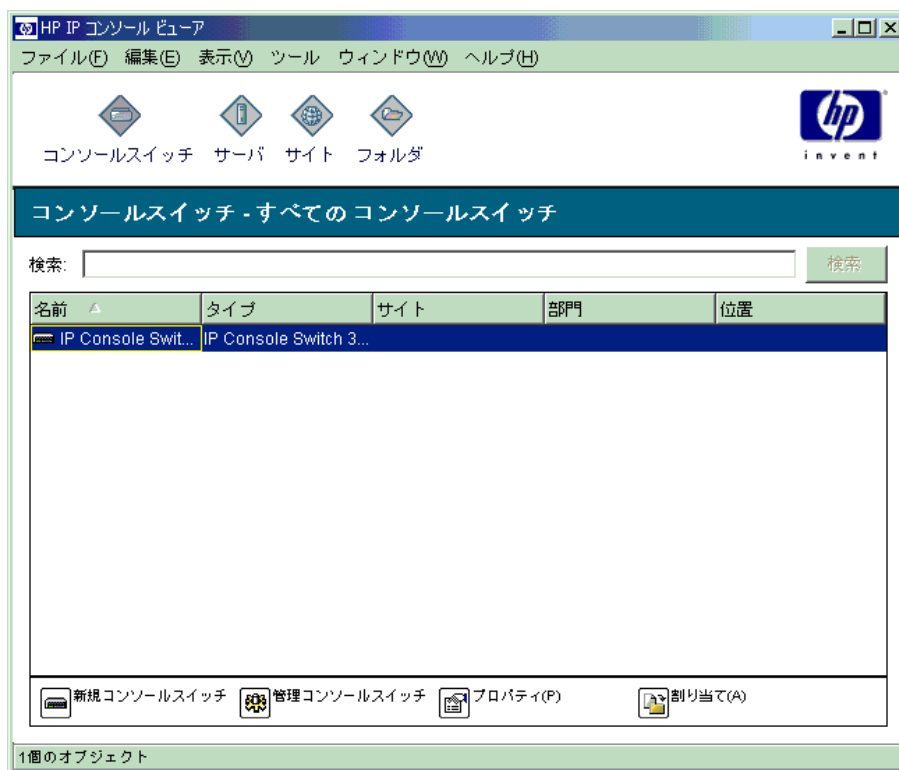 HP IP コンソール ビューア
ファイル(F) 編集(E) 表示(V) ツール ウィンドウ(W) ヘルプ(H)
コンソールスイッチ サーバ サイト フォルダ
hp
invent
コンソールスイッチ - すべての コンソールスイッチ
検索: 検索
名前 タイプ サイト 部門 位置
IP Console Swit... IP Console Switch 3...
新規コンソールスイッチ 管理コンソールスイッチ プロパティ(P) 割り当て(A)
1個のオブジェクト